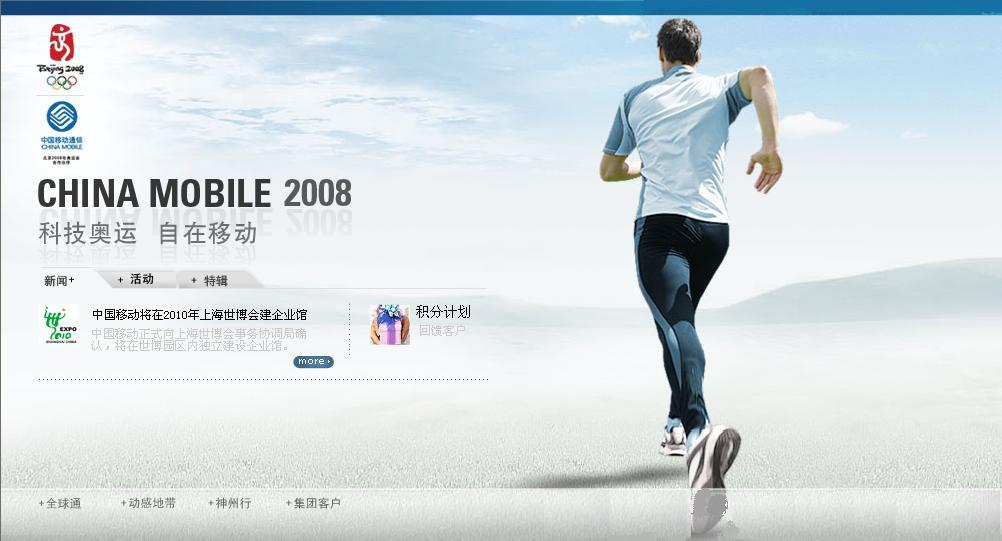 Beijing 2008
中国移动通信
CHINA MOBILE
北京2008年奥运会
合作伙伴
CHINA MOBILE 2008
科技奥运 自在移动
新闻+ + 活动 + 特辑
中国移动将在2010年上海世博会建企业馆
中国移动正式向上海世博会事务协调局确
认，将在世博园区内独立建设企业馆。
more
EXPO
2010
SHANGHAI CHINA
积分计划
回馈客户
+全球通 +动感地带 +神州行 +集团客户